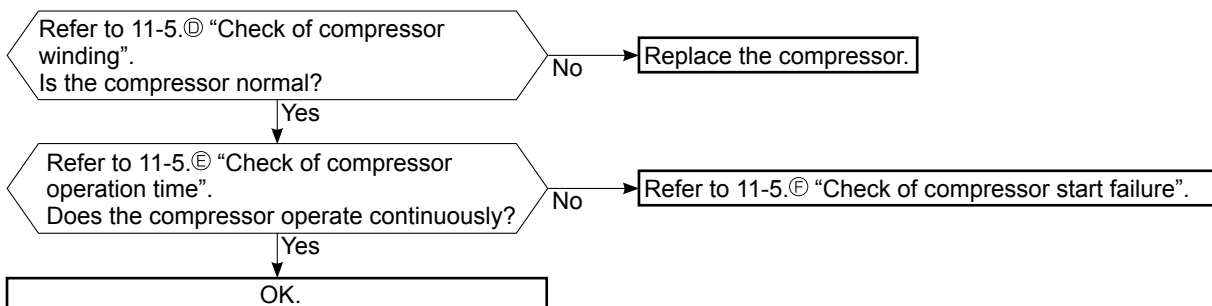 Refer to 11-5.Ⓓ “Check of compressor
winding”.
Is the compressor normal?
No
Replace the compressor.
Yes
Refer to 11-5.Ⓔ “Check of compressor
operation time”.
Does the compressor operate continuously?
No
Refer to 11-5.Ⓕ “Check of compressor start failure”.
Yes
OK.